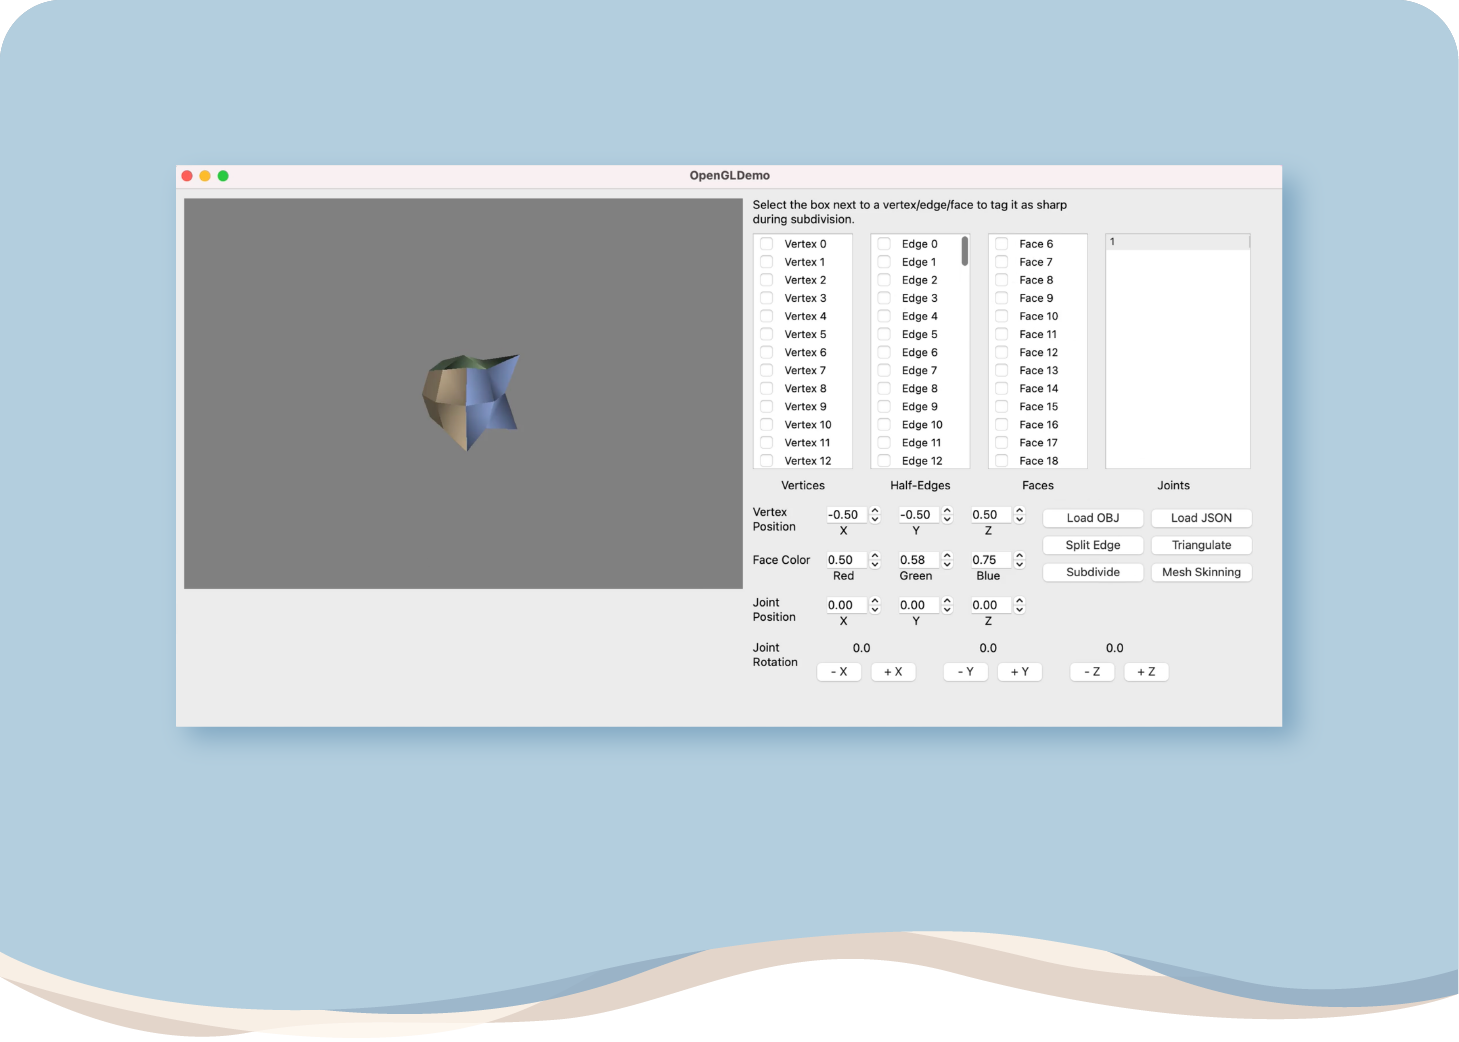 OpenGLDemo
Select the box next to a vertex/edge/face to tag it as sharp
during subdivision.
Vertex 0
Vertex 1
Vertex 2
Vertex 3
Vertex 4
Vertex 5
Vertex 6
Vertex 7
Vertex 8
Vertex 9
Vertex 10
Vertex 11
Vertex 12
Vertices
Edge 0
Edge 1
Edge 2
Edge 3
Edge 4
Edge 5
Edge 6
Edge 7
Edge 8
Edge 9
Edge 10
Edge 11
Edge 12
Half-Edges
Face 6
Face 7
Face 8
Face 9
Face 10
Face 11
Face 12
Face 13
Face 14
Face 15
Face 16
Face 17
Face 18
Faces
1
Joints
Vertex
Position
-0.50 -0.50 0.50
X Y Z
Face Color
0.50 0.58 0.75
Red Green Blue
Joint
Position
0.00 0.00 0.00
X Y Z
Joint
Rotation
0.0 0.0 0.0
- X + X - Y + Y - Z + Z
Load OBJ Load JSON
Split Edge Triangulate
Subdivide Mesh Skinning